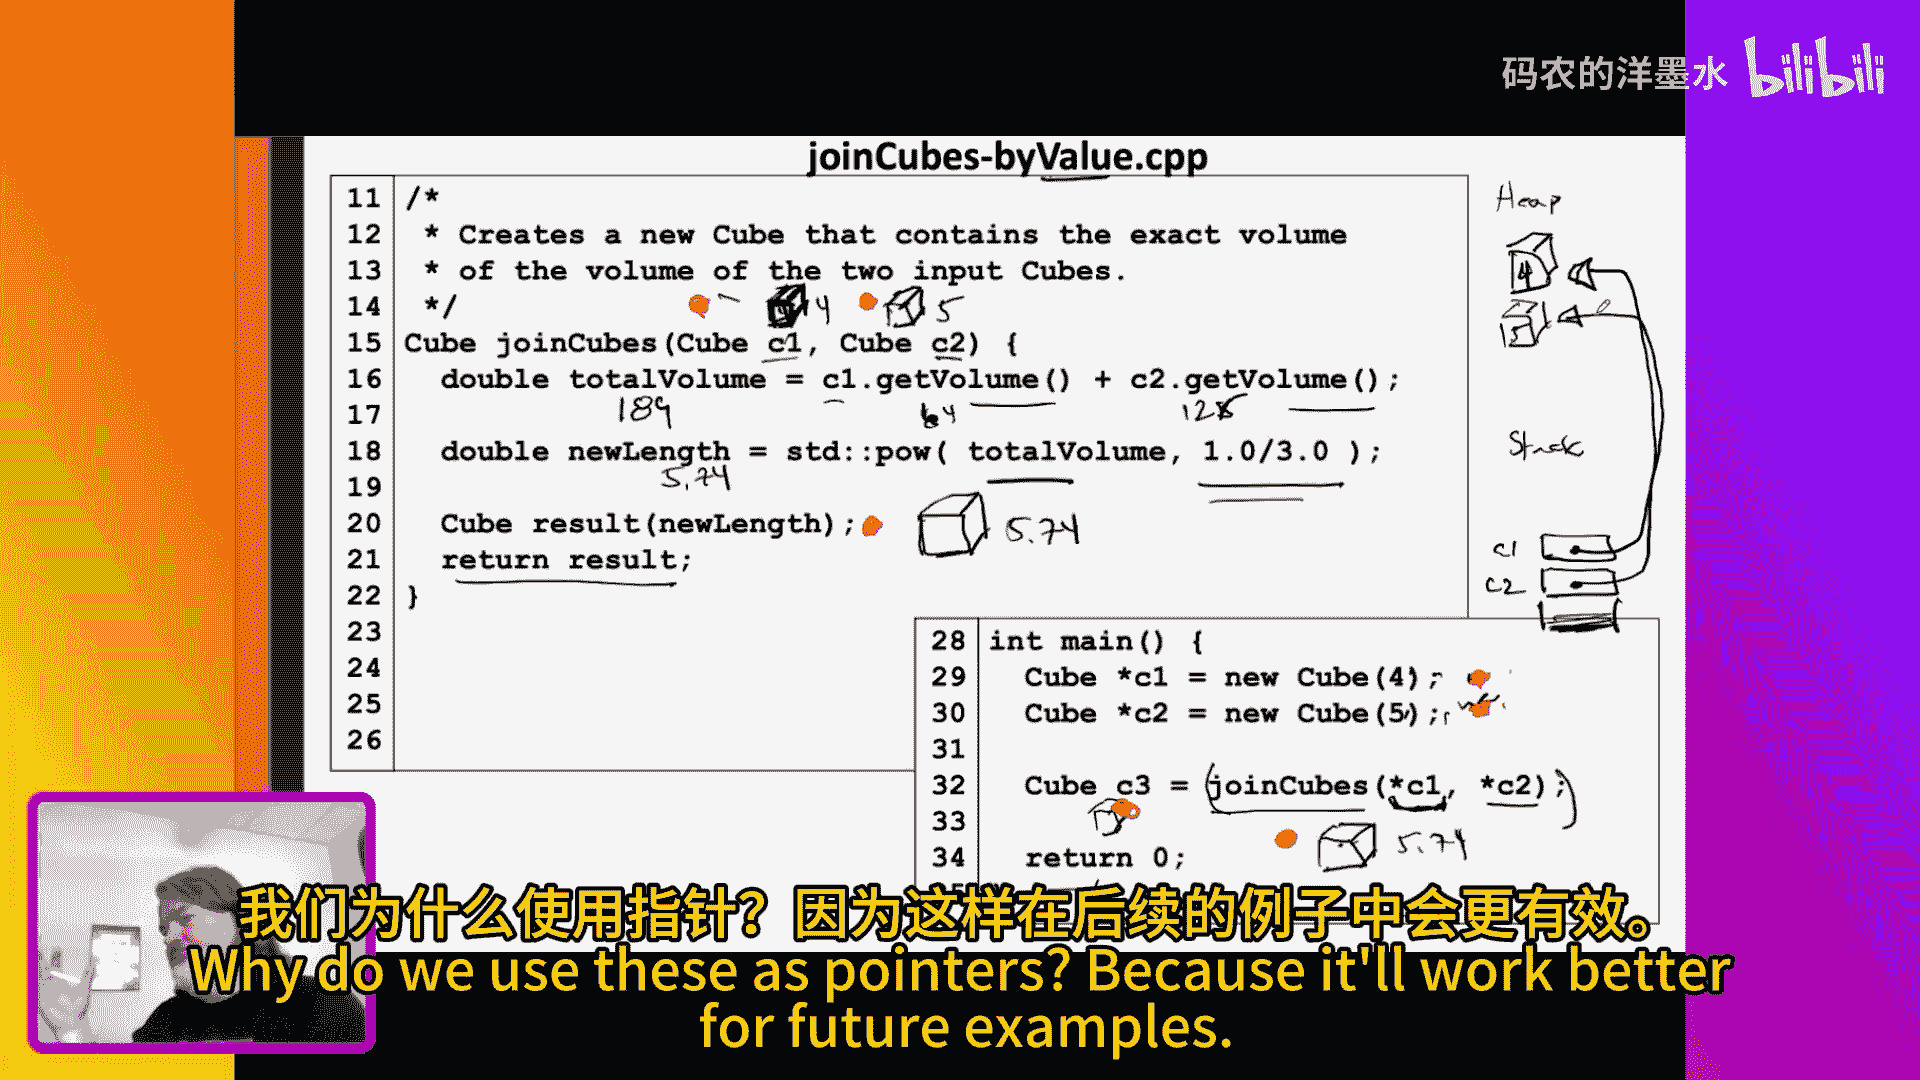 码农的洋墨水 bilibili
joinCubes-byValue.cpp
11 /*
12 * Creates a new Cube that contains the exact volume
13 * of the volume of the two input Cubes.
14 */
4 5
15 Cube joinCubes(Cube c1, Cube c2) {
16 double totalVolume = c1.getVolume() + c2.getVolume();
17
189 64 125
18 double newLength = std::pow( totalVolume, 1.0/3.0 );
5.74
19
20 Cube result(newLength);
5.74
21 return result;
22 }
23
24
25
26
Heap
4
5
Stack
c1
c2
28 int main() {
29 Cube *c1 = new Cube(4);
30 Cube *c2 = new Cube(5);
31
32 Cube c3 = joinCubes(*c1, *c2);
33
5.74
34 return 0;
我们为什么使用指针？因为这样在后续的例子中会更有效。
Why do we use these as pointers? Because it'll work better
for future examples.